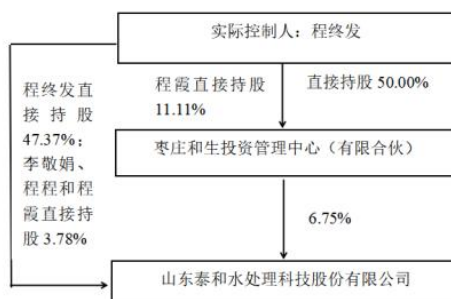 实际控制人：程终发
程霞直接持股
11.11%
直接持股 50.00%
程终发直
接持股
47.37%；
李敬娟、
程程和程
霞直接持
股 3.78%
枣庄和生投资管理中心（有限合伙）
6.75%
山东泰和水处理科技股份有限公司